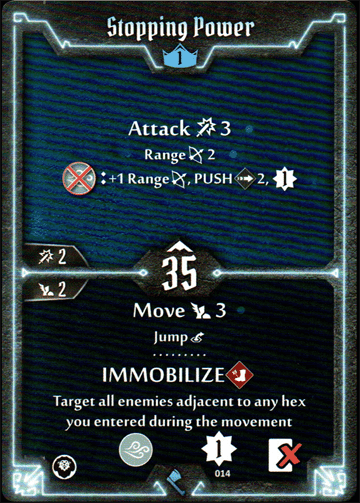 Stopping Power
1
Attack 3
Range 2
: +1 Range, PUSH 2, 1
2
35
2
Move 3
Jump
IMMOBILIZE
Target all enemies adjacent to any hex
you entered during the movement
1
014